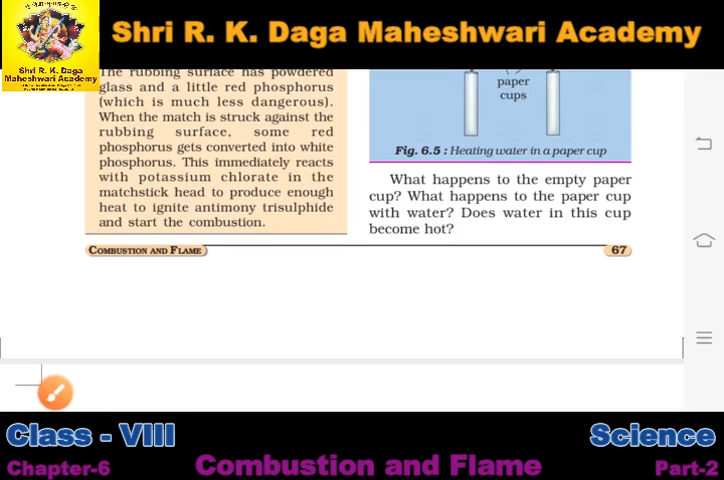 Shri R. K. Daga Maheshwari Academy
Shri R. K. Daga
Maheshwari Academy
The rubbing surface has powdered
glass and a little red phosphorus
(which is much less dangerous).
When the match is struck against the
rubbing surface, some red
phosphorus gets converted into white
phosphorus. This immediately reacts
with potassium chlorate in the
matchstick head to produce enough
heat to ignite antimony trisulphide
and start the combustion.
paper
cups
Fig. 6.5 : Heating water in a paper cup
What happens to the empty paper
cup? What happens to the paper cup
with water? Does water in this cup
become hot?
COMBUSTION AND FLAME
67
Class - VIII
Science
Chapter-6
Combustion and Flame
Part-2